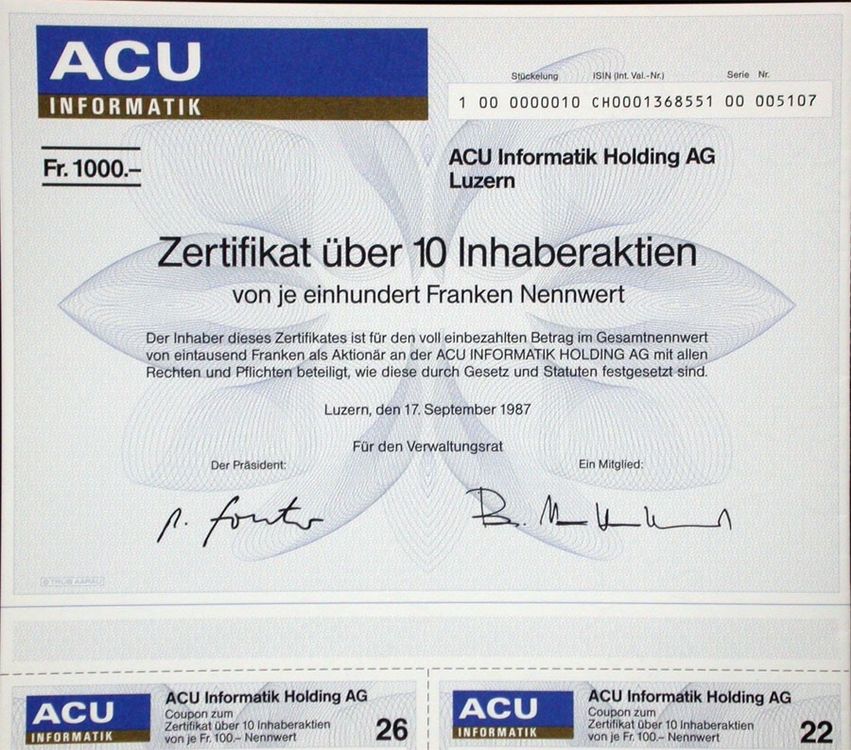 ACU
INFORMATIK
Stückelung ISIN (Int. Val.-Nr.) Serie Nr.
1 00 0000010 CH0001368551 00 005107
Fr. 1000.–
ACU Informatik Holding AG
Luzern
Zertifikat über 10 Inhaberaktien
von je einhundert Franken Nennwert
Der Inhaber dieses Zertifikates ist für den voll einbezahlten Betrag im Gesamtnennwert
von eintausend Franken als Aktionär an der ACU INFORMATIK HOLDING AG mit allen
Rechten und Pflichten beteiligt, wie diese durch Gesetz und Statuten festgesetzt sind.
Luzern, den 17. September 1987
Für den Verwaltungsrat
Der Präsident: Ein Mitglied:
TRÜB AARAU
ACU
INFORMATIK
ACU Informatik Holding AG
Coupon zum
Zertifikat über 10 Inhaberaktien
von je Fr. 100.– Nennwert
26
ACU
INFORMATIK
ACU Informatik Holding AG
Coupon zum
Zertifikat über 10 Inhaberaktien
von je Fr. 100.– Nennwert
22